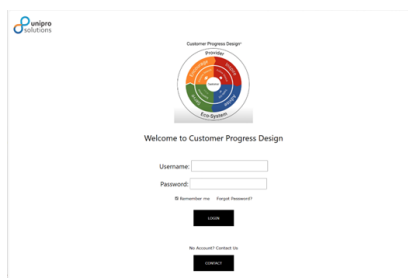 unipro
solutions
Customer Progress Design
Provider
Eco-System
Welcome to Customer Progress Design
Username:
Password:
Remember me Forgot Password?
LOGIN
No Account? Contact Us
CONTACT